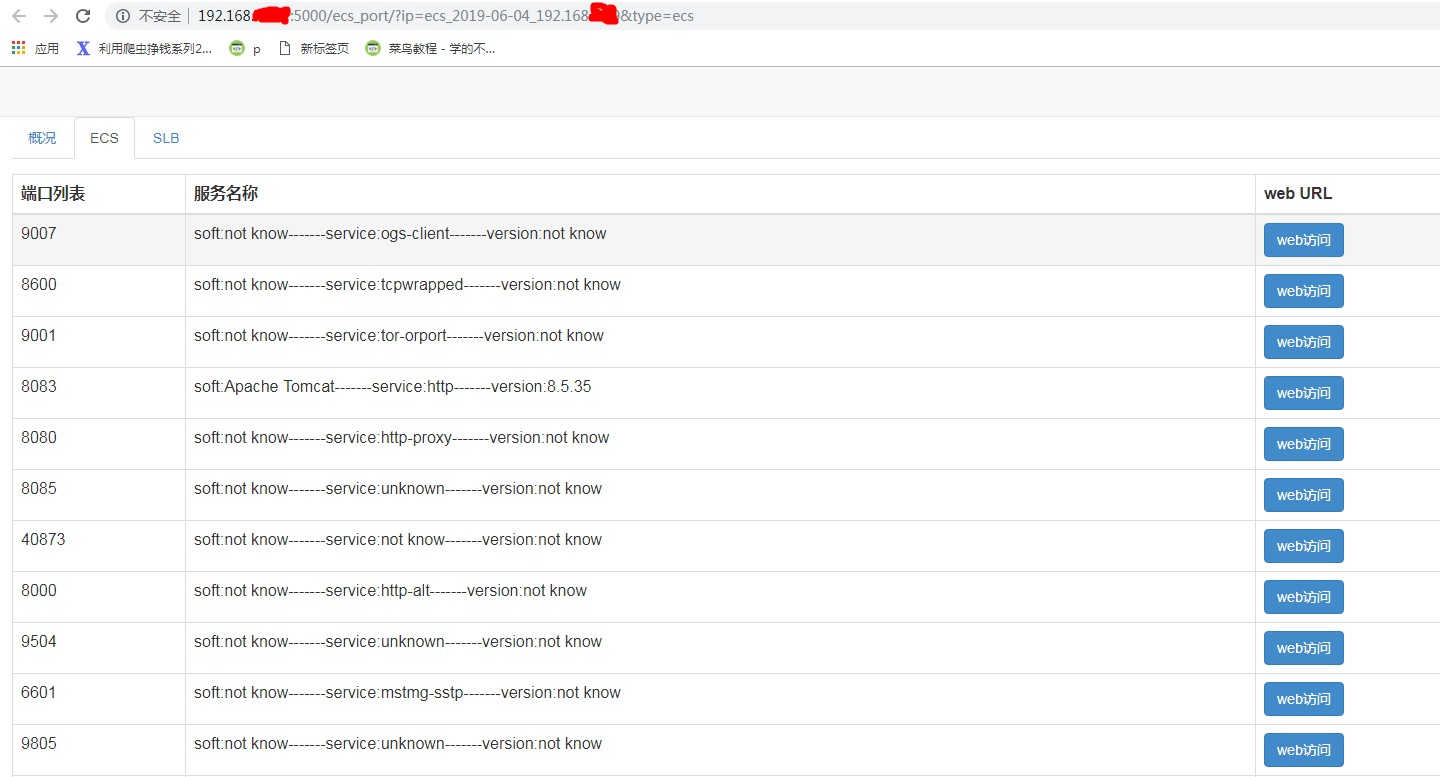 不安全 192.168. :5000/ecs_port/?ip=ecs_2019-06-04_192.168. &type=ecs
应用 X 利用爬虫挣钱系列2... p 新标签页 菜鸟教程 - 学的不...
概况 ECS SLB
端口列表 服务名称 web URL
9007 soft:not know-------service:ogs-client-------version:not know web访问
8600 soft:not know-------service:tcpwrapped-------version:not know web访问
9001 soft:not know-------service:tor-orport-------version:not know web访问
8083 soft:Apache Tomcat-------service:http-------version:8.5.35 web访问
8080 soft:not know-------service:http-proxy-------version:not know web访问
8085 soft:not know-------service:unknown-------version:not know web访问
40873 soft:not know-------service:not know-------version:not know web访问
8000 soft:not know-------service:http-alt-------version:not know web访问
9504 soft:not know-------service:unknown-------version:not know web访问
6601 soft:not know-------service:mstmg-sstp-------version:not know web访问
9805 soft:not know-------service:unknown-------version:not know web访问